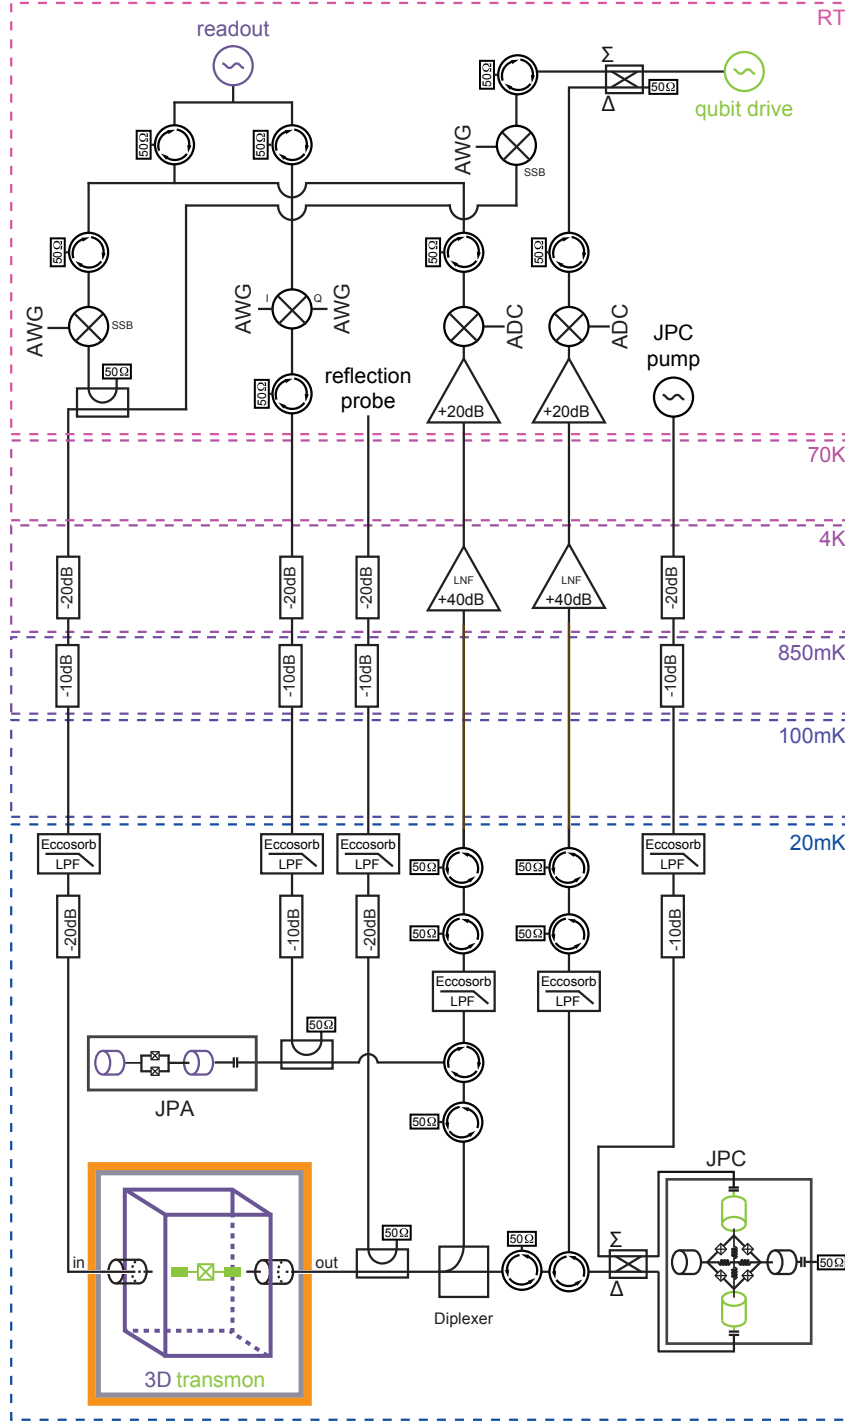 RT
readout
50Ω
Σ
50Ω
Δ
qubit drive
50Ω
50Ω
AWG
SSB
50Ω
50Ω
50Ω
AWG
SSB
AWG
I
Q
AWG
ADC
ADC
JPC
pump
50Ω
50Ω
reflection
probe
+20dB
+20dB
70K
4K
-20dB
-20dB
-20dB
LNF
+40dB
LNF
+40dB
-20dB
850mK
-10dB
-10dB
-10dB
-10dB
100mK
20mK
Eccosorb
LPF
Eccosorb
LPF
Eccosorb
LPF
50Ω
50Ω
Eccosorb
LPF
-20dB
-10dB
-20dB
50Ω
50Ω
-10dB
Eccosorb
LPF
Eccosorb
LPF
50Ω
JPA
50Ω
JPC
50Ω
50Ω
Σ
in
out
50Ω
Δ
Diplexer
3D transmon